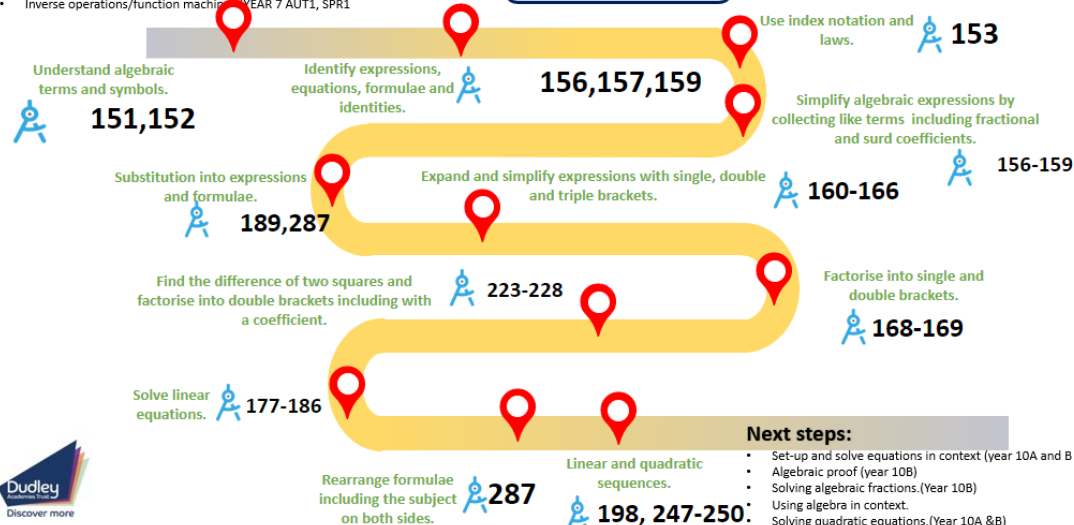 • Inverse operations/function machin YEAR 7 AUT1, SPR1
Understand algebraic
terms and symbols.
151,152
Identify expressions,
equations, formulae and
identities.
156,157,159
Use index notation and
laws.
153
Simplify algebraic expressions by
collecting like terms including fractional
and surd coefficients.
156-159
Substitution into expressions
and formulae.
189,287
Expand and simplify expressions with single, double
and triple brackets.
160-166
Find the difference of two squares and
factorise into double brackets including with
a coefficient.
223-228
Factorise into single and
double brackets.
168-169
Solve linear
equations.
177-186
Rearrange formulae
including the subject
on both sides.
287
Linear and quadratic
sequences.
198, 247-250.
Next steps:
• Set-up and solve equations in context (year 10A and B
• Algebraic proof (year 10B)
• Solving algebraic fractions.(Year 10B)
• Using algebra in context.
Solving quadratic equations.(Year 10A &B)
Dudley
Academies Trust
Discover more